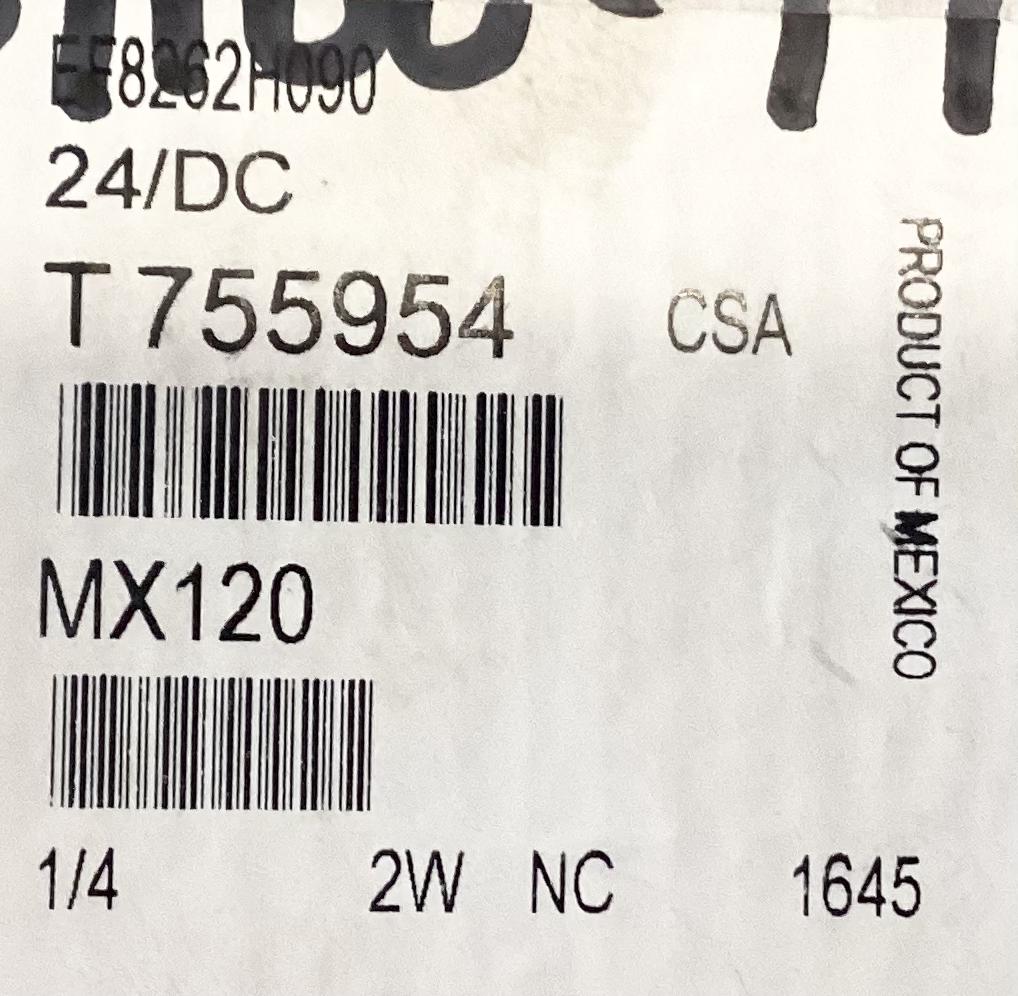 EF8262H090
24/DC
T 755954 CSA
PRODUCT OF MEXICO
MX120
1/4 2W NC 1645